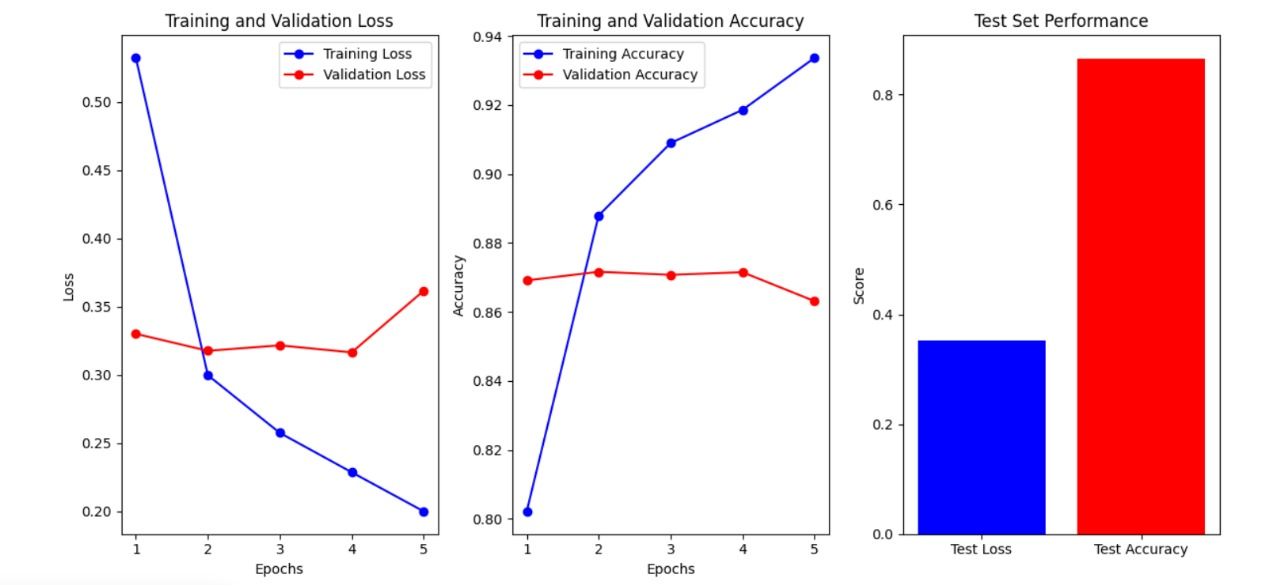 Training and Validation Loss
Training Loss
Validation Loss
0.50
0.45
0.40
0.35
0.30
0.25
0.20
Loss
1 2 3 4 5
Epochs
Training and Validation Accuracy
Training Accuracy
Validation Accuracy
0.94
0.92
0.90
0.88
0.86
0.84
0.82
0.80
Accuracy
1 2 3 4 5
Epochs
Test Set Performance
0.8
0.6
0.4
0.2
0.0
Score
Test Loss Test Accuracy